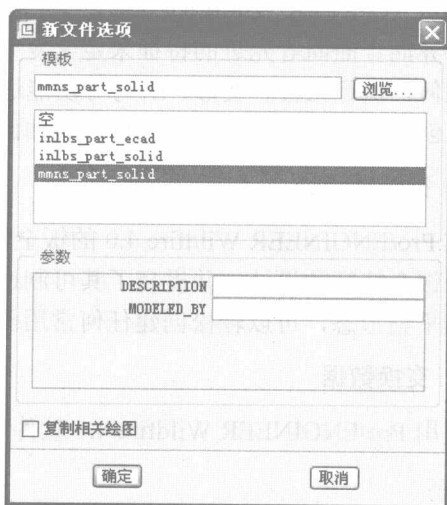 新文件选项
模板
mmns_part_solid
浏览...
空
inlbs_part_ecad
inlbs_part_solid
mmns_part_solid
参数
DESCRIPTION
MODELED_BY
复制相关绘图
确定
取消